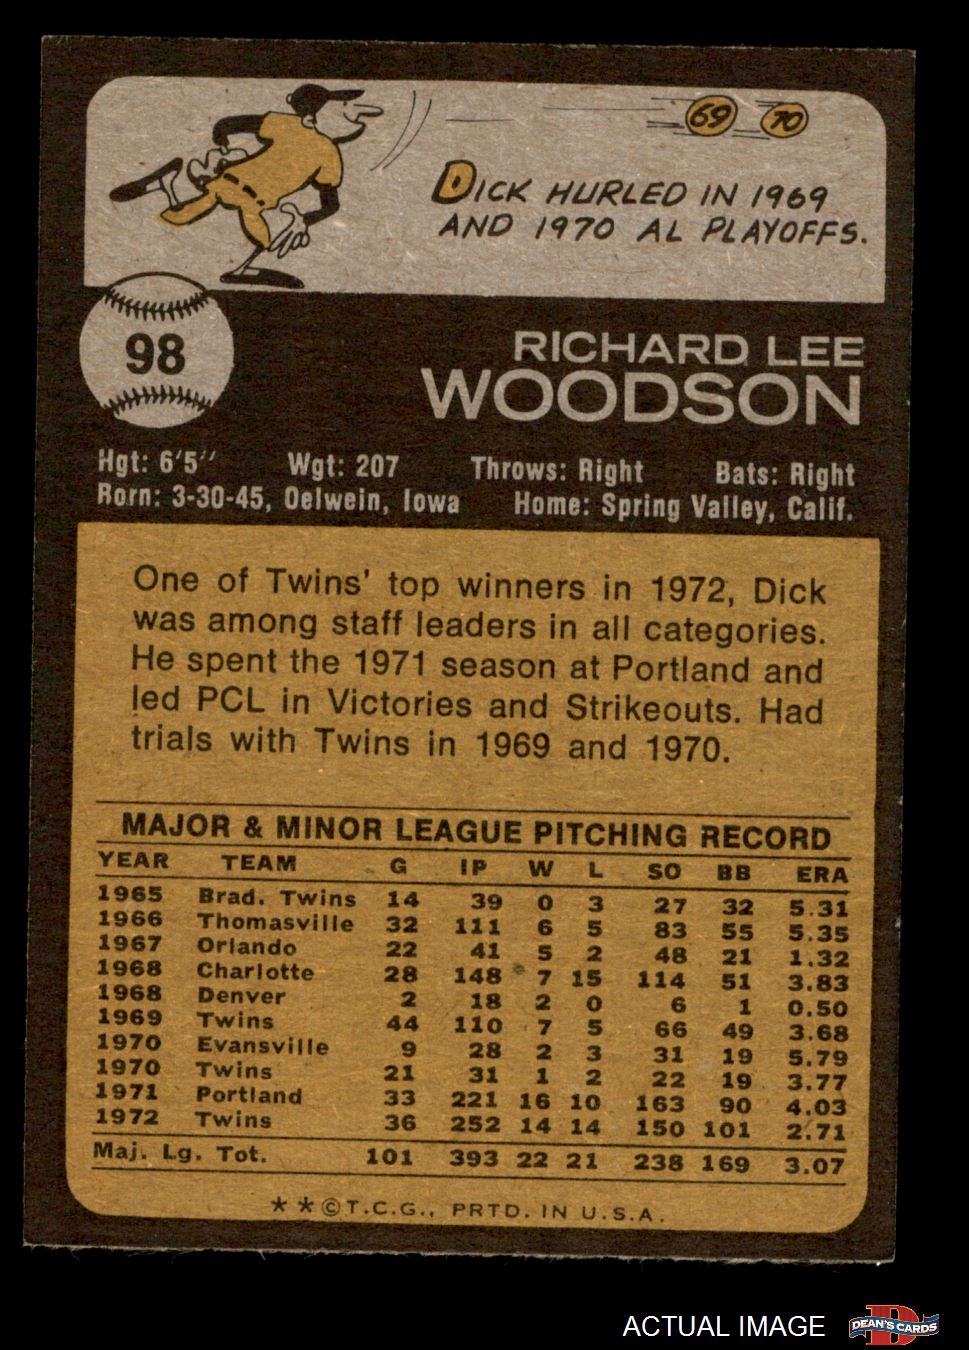 69 70
DICK HURLED IN 1969
AND 1970 AL PLAYOFFS.
98
RICHARD LEE
WOODSON
Hgt: 6'5" Wgt: 207 Throws: Right Bats: Right
Born: 3-30-45, Oelwein, Iowa Home: Spring Valley, Calif.
One of Twins' top winners in 1972, Dick
was among staff leaders in all categories.
He spent the 1971 season at Portland and
led PCL in Victories and Strikeouts. Had
trials with Twins in 1969 and 1970.
MAJOR & MINOR LEAGUE PITCHING RECORD
YEAR TEAM G IP W L SO BB ERA
1965 Brad. Twins 14 39 0 3 27 32 5.31
1966 Thomasville 32 111 6 5 83 55 5.35
1967 Orlando 22 41 5 2 48 21 1.32
1968 Charlotte 28 148 7 15 114 51 3.83
1968 Denver 2 18 2 0 6 1 0.50
1969 Twins 44 110 7 5 66 49 3.68
1970 Evansville 9 28 2 3 31 19 5.79
1970 Twins 21 31 1 2 22 19 3.77
1971 Portland 33 221 16 10 163 90 4.03
1972 Twins 36 252 14 14 150 101 2.71
Maj. Lg. Tot. 101 393 22 21 238 169 3.07
**©T.C.G., PRTD. IN U.S.A.
ACTUAL IMAGE
D
DEAN'S CARDS